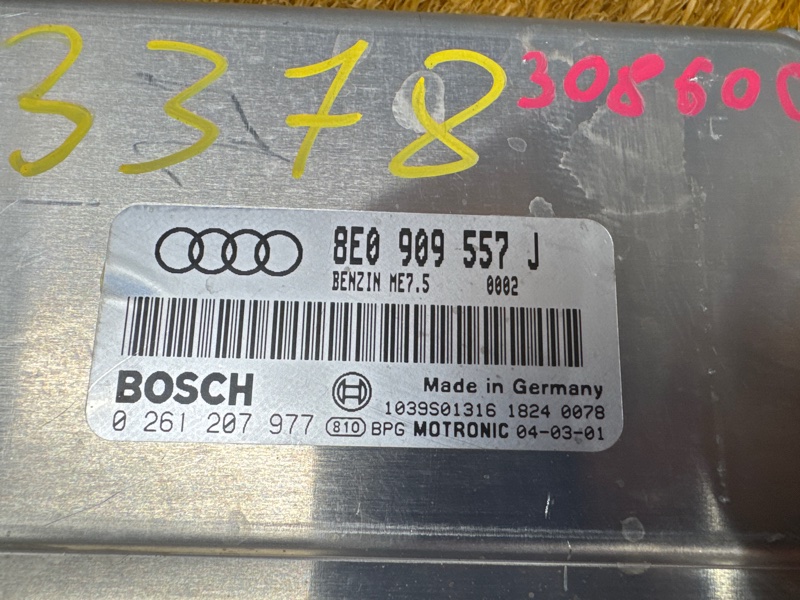 3378
308600
8E0 909 557 J
BENZIN ME7.5 0002
BOSCH
Made in Germany
1039S01316 1824 0078
0 261 207 977 810 BPG MOTRONIC 04-03-01